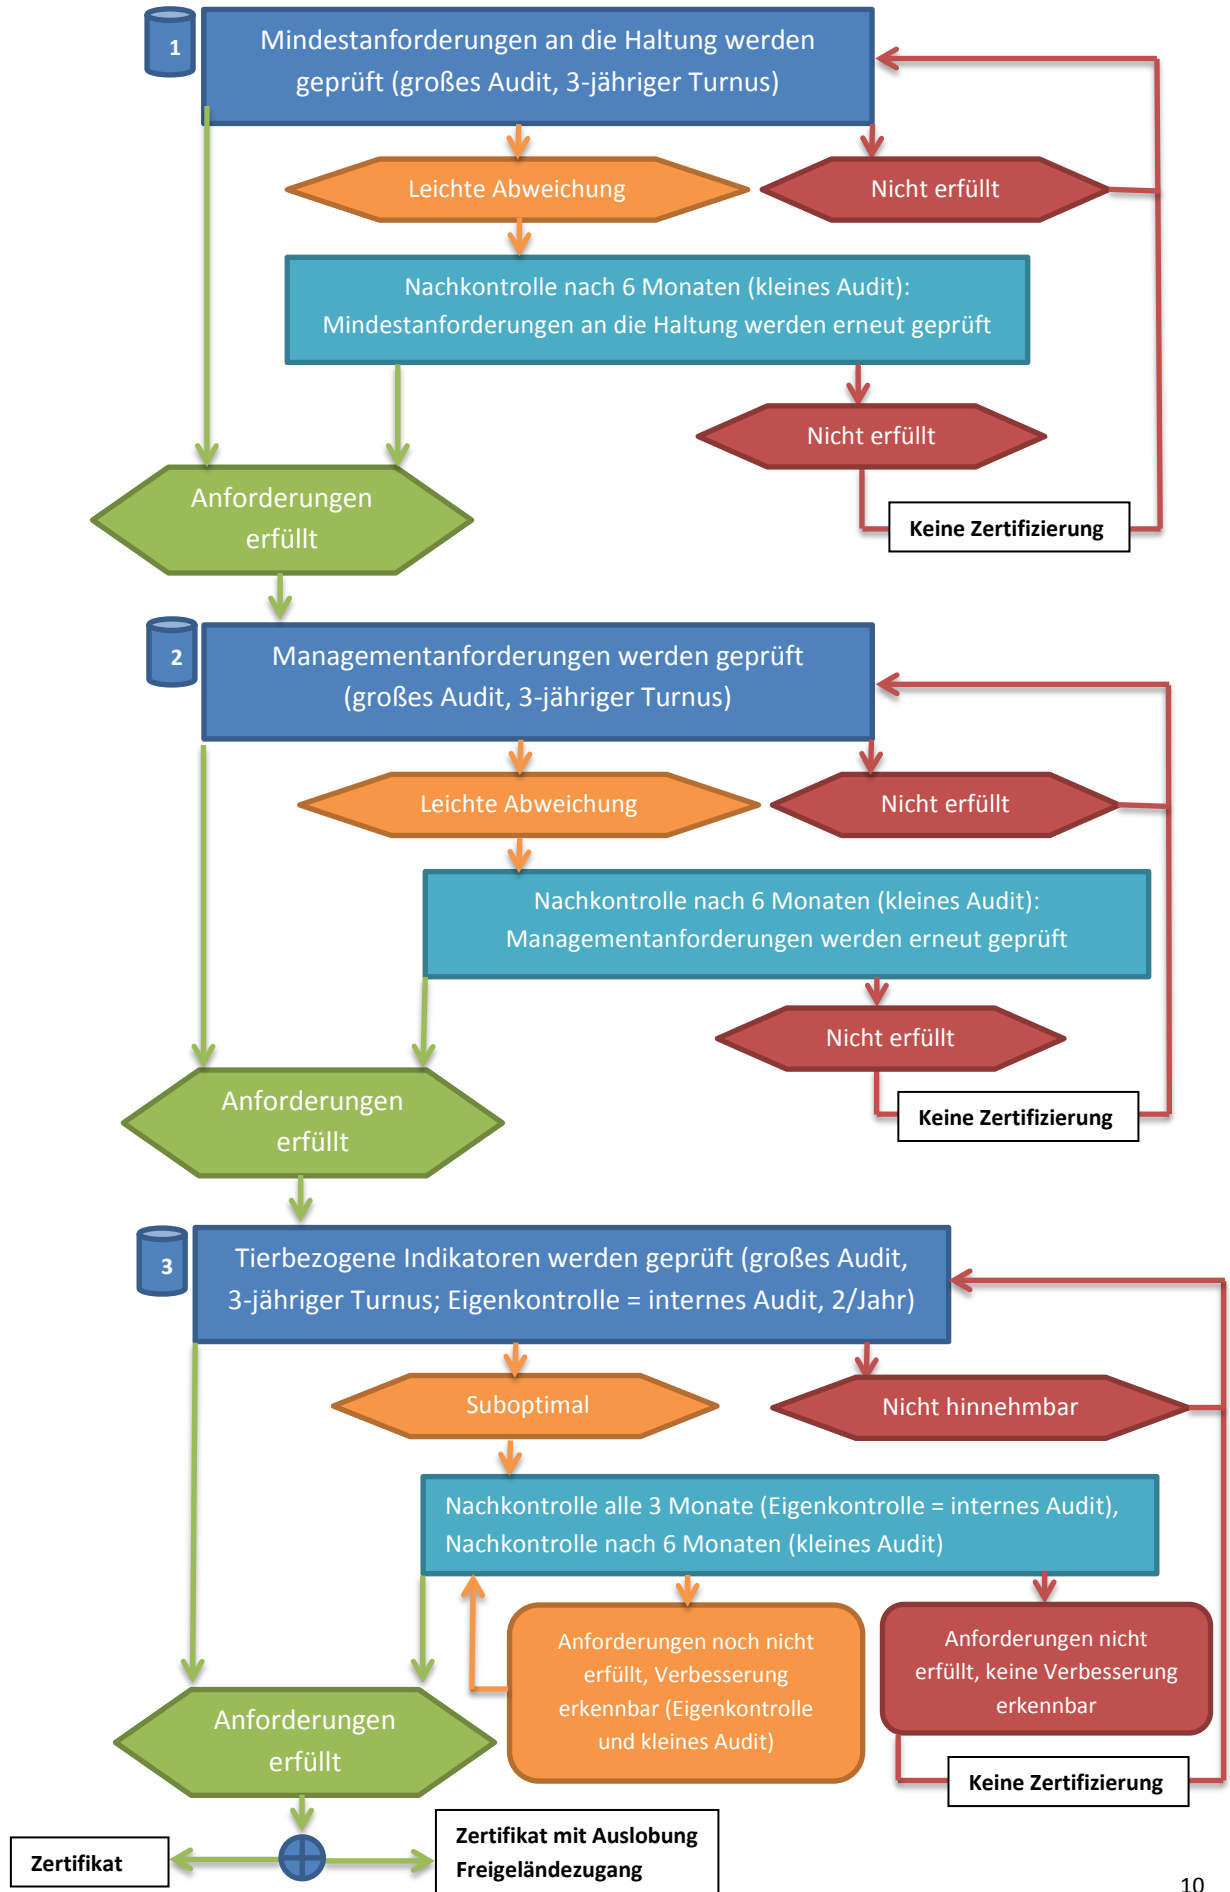 1
Mindestanforderungen an die Haltung werden
geprüft (großes Audit, 3-jähriger Turnus)
Leichte Abweichung
Nicht erfüllt
Nachkontrolle nach 6 Monaten (kleines Audit):
Mindestanforderungen an die Haltung werden erneut geprüft
Nicht erfüllt
Anforderungen
erfüllt
Keine Zertifizierung
2
Managementanforderungen werden geprüft
(großes Audit, 3-jähriger Turnus)
Leichte Abweichung
Nicht erfüllt
Nachkontrolle nach 6 Monaten (kleines Audit):
Managementanforderungen werden erneut geprüft
Nicht erfüllt
Anforderungen
erfüllt
Keine Zertifizierung
3
Tierbezogene Indikatoren werden geprüft (großes Audit,
3-jähriger Turnus; Eigenkontrolle = internes Audit, 2/Jahr)
Suboptimal
Nicht hinnehmbar
Nachkontrolle alle 3 Monate (Eigenkontrolle = internes Audit),
Nachkontrolle nach 6 Monaten (kleines Audit)
Anforderungen noch nicht
erfüllt, Verbesserung
erkennbar (Eigenkontrolle
und kleines Audit)
Anforderungen nicht
erfüllt, keine Verbesserung
erkennbar
Anforderungen
erfüllt
Keine Zertifizierung
Zertifikat
Zertifikat mit Auslobung
Freigeländezugang
10